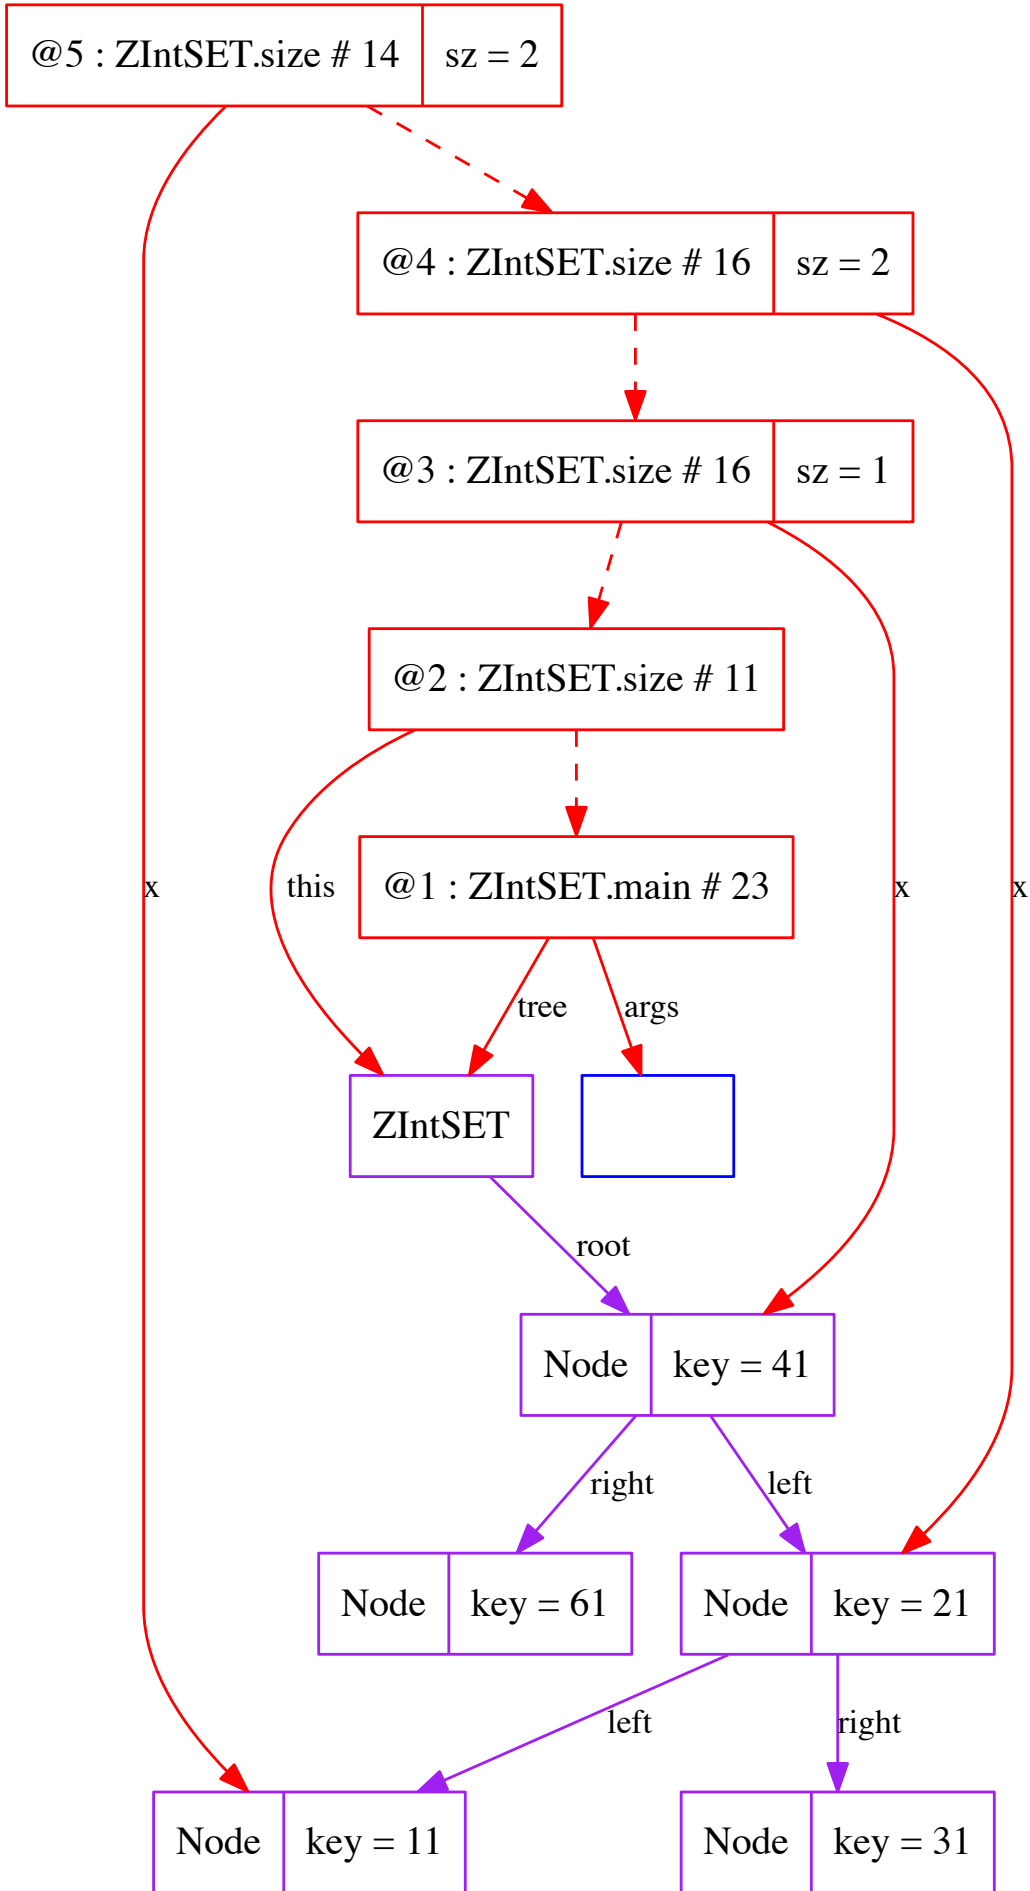 @5 : ZIntSET.size # 14 sz = 2
@4 : ZIntSET.size # 16 sz = 2
@3 : ZIntSET.size # 16 sz = 1
@2 : ZIntSET.size # 11
x this @1 : ZIntSET.main # 23 x x
tree args
ZIntSET
root
Node key = 41
right left
Node key = 61 Node key = 21
left right
Node key = 11 Node key = 31